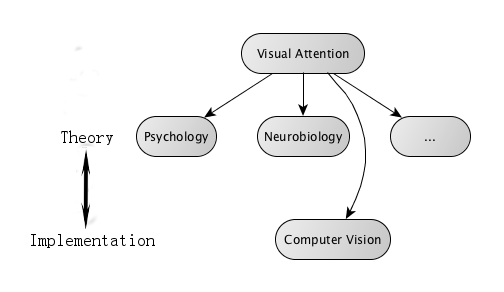 Visual Attention
Theory
Psychology
Neurobiology
...
Implementation
Computer Vision